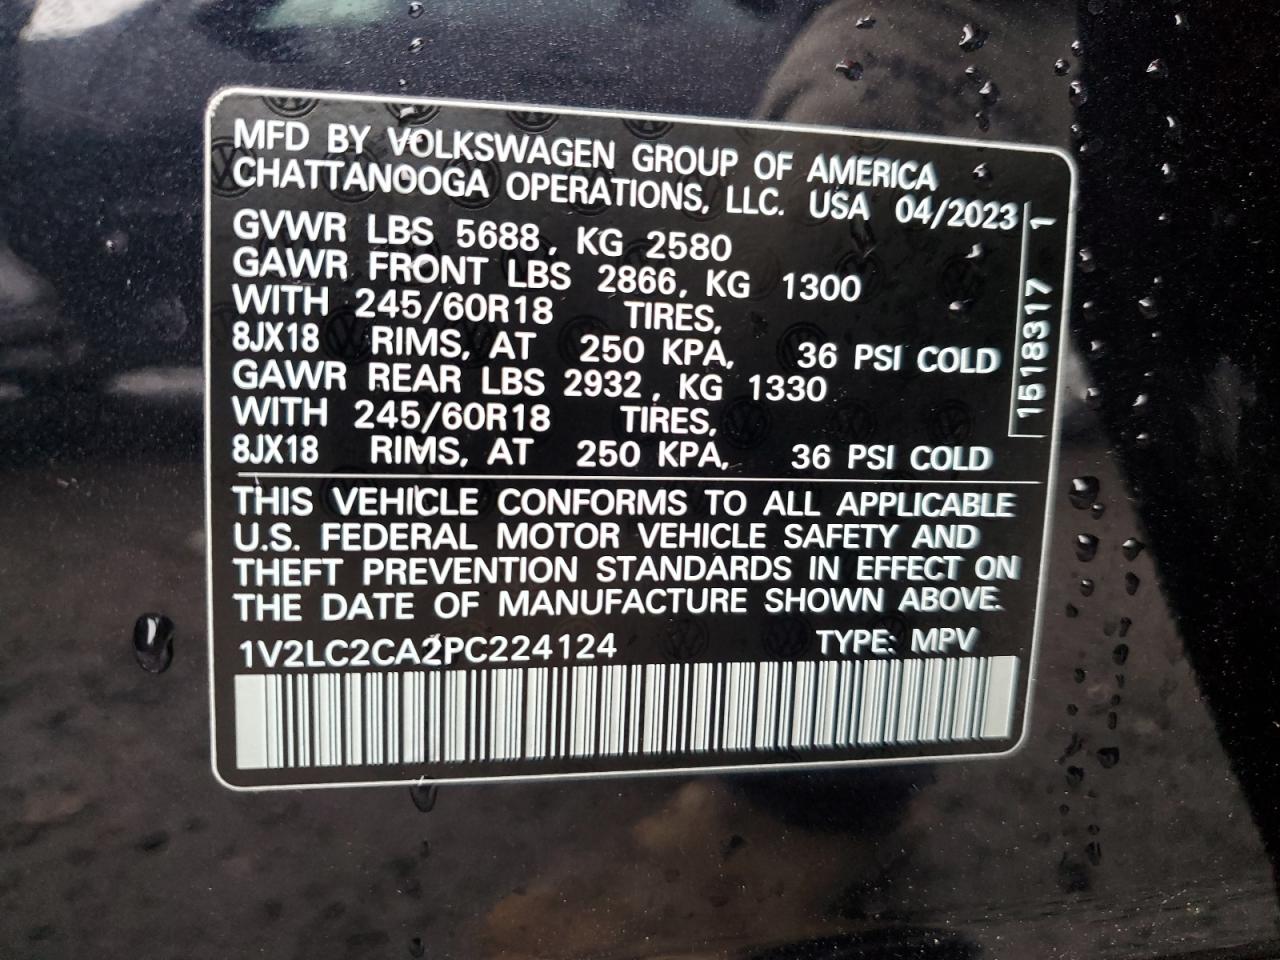 MFD BY VOLKSWAGEN GROUP OF AMERICA
CHATTANOOGA OPERATIONS, LLC. USA 04/2023
GVWR LBS 5688, KG 2580
GAWR FRONT LBS 2866, KG 1300
WITH 245/60R18 TIRES,
8JX18 RIMS, AT 250 KPA, 36 PSI COLD
GAWR REAR LBS 2932, KG 1330
WITH 245/60R18 TIRES,
8JX18 RIMS, AT 250 KPA, 36 PSI COLD
1518317 1
THIS VEHICLE CONFORMS TO ALL APPLICABLE
U.S. FEDERAL MOTOR VEHICLE SAFETY AND
THEFT PREVENTION STANDARDS IN EFFECT ON
THE DATE OF MANUFACTURE SHOWN ABOVE.
1V2LC2CA2PC224124 TYPE: MPV